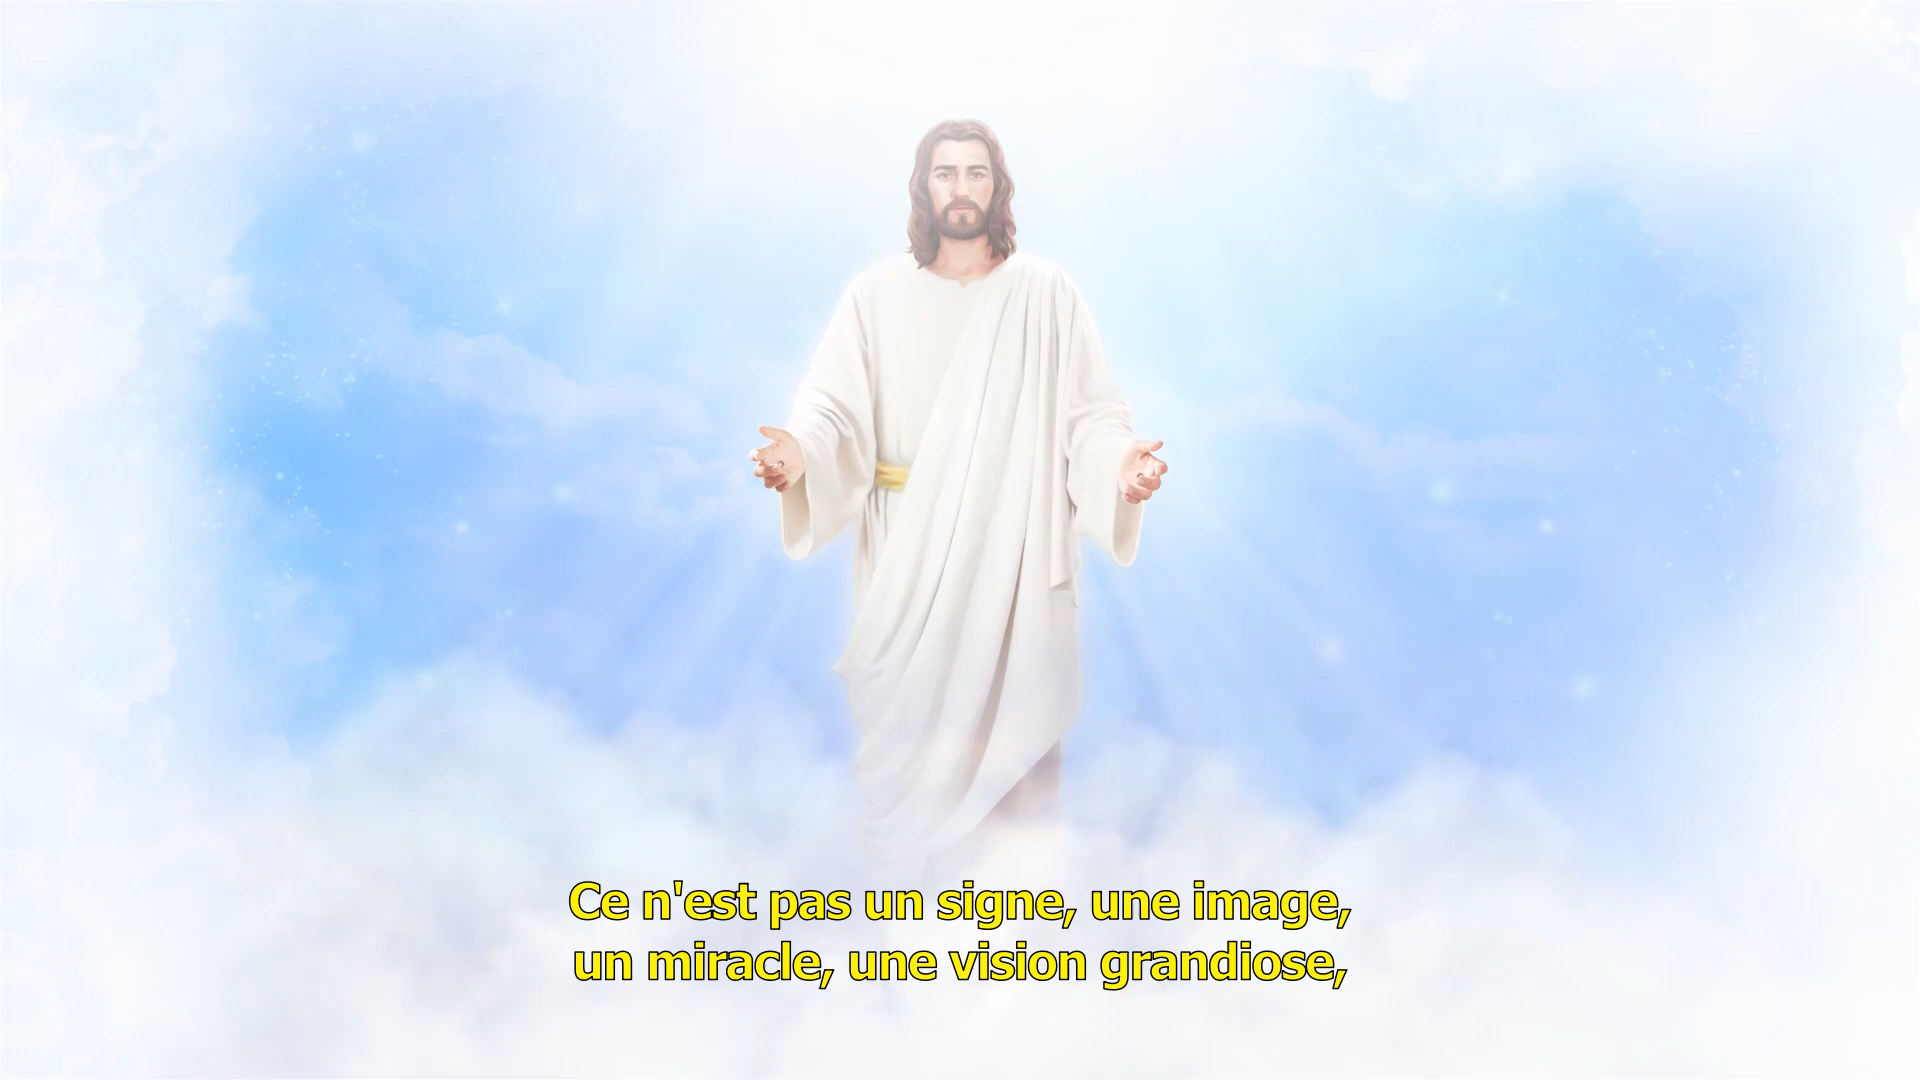 Ce n'est pas un signe, une image,
un miracle, une vision grandiose,